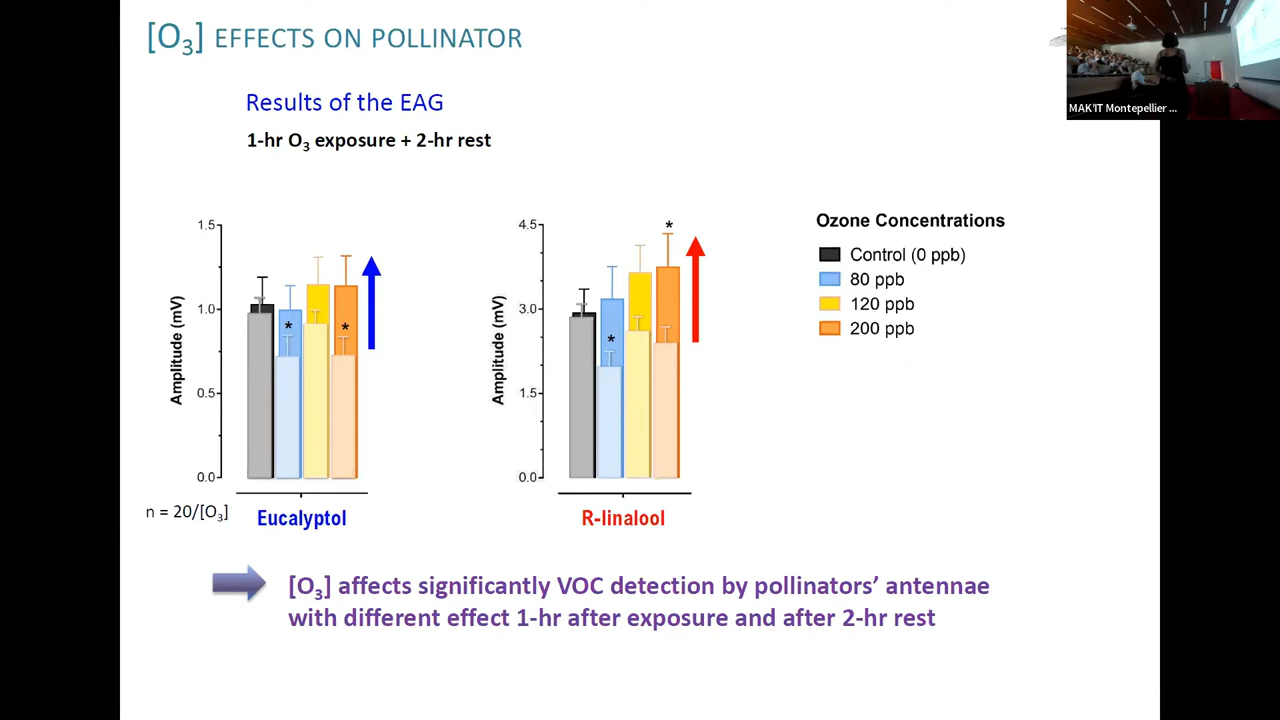 [O3] EFFECTS ON POLLINATOR
MAK'IT Montepellier ...
Results of the EAG
1-hr O3 exposure + 2-hr rest
1.5
1.0
0.5
0.0
Amplitude (mV)
*
*
Eucalyptol
n = 20/[O3]
4.5
3.0
1.5
0.0
Amplitude (mV)
*
*
R-linalool
Ozone Concentrations
Control (0 ppb)
80 ppb
120 ppb
200 ppb
[O3] affects significantly VOC detection by pollinators’ antennae
with different effect 1-hr after exposure and after 2-hr rest